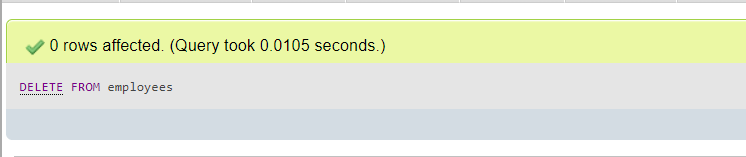 0 rows affected. (Query took 0.0105 seconds.)
DELETE FROM employees